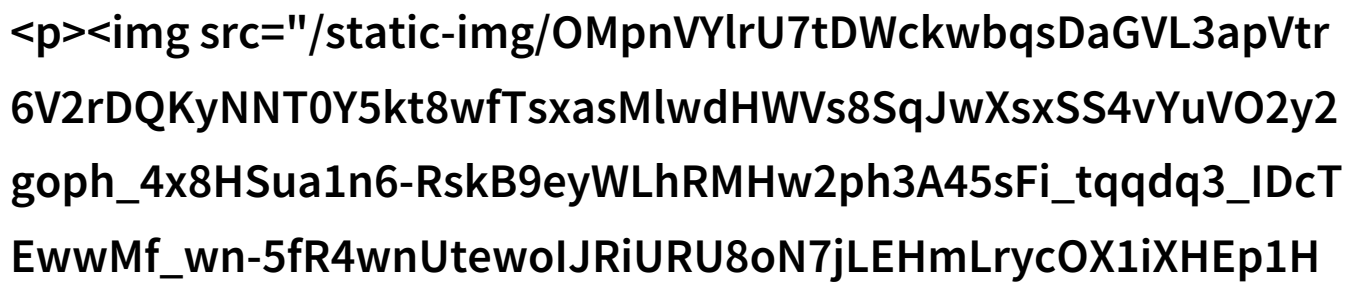 <p><img src="/static-img/OMpnVYlrU7tDWckwbqsDaGVL3apVtr
6V2rDQKyNNT0Y5kt8wfTsxasMlwdHWVs8SqJwXsxSS4vYuVO2y2
goph_4x8HSua1n6-RskB9eyWLhRMHw2ph3A45sFi_tqqdq3_IDcT
EwwMf_wn-5fR4wnUtewoIJRiURU8oN7jLEHmLrycOX1iXHEp1H